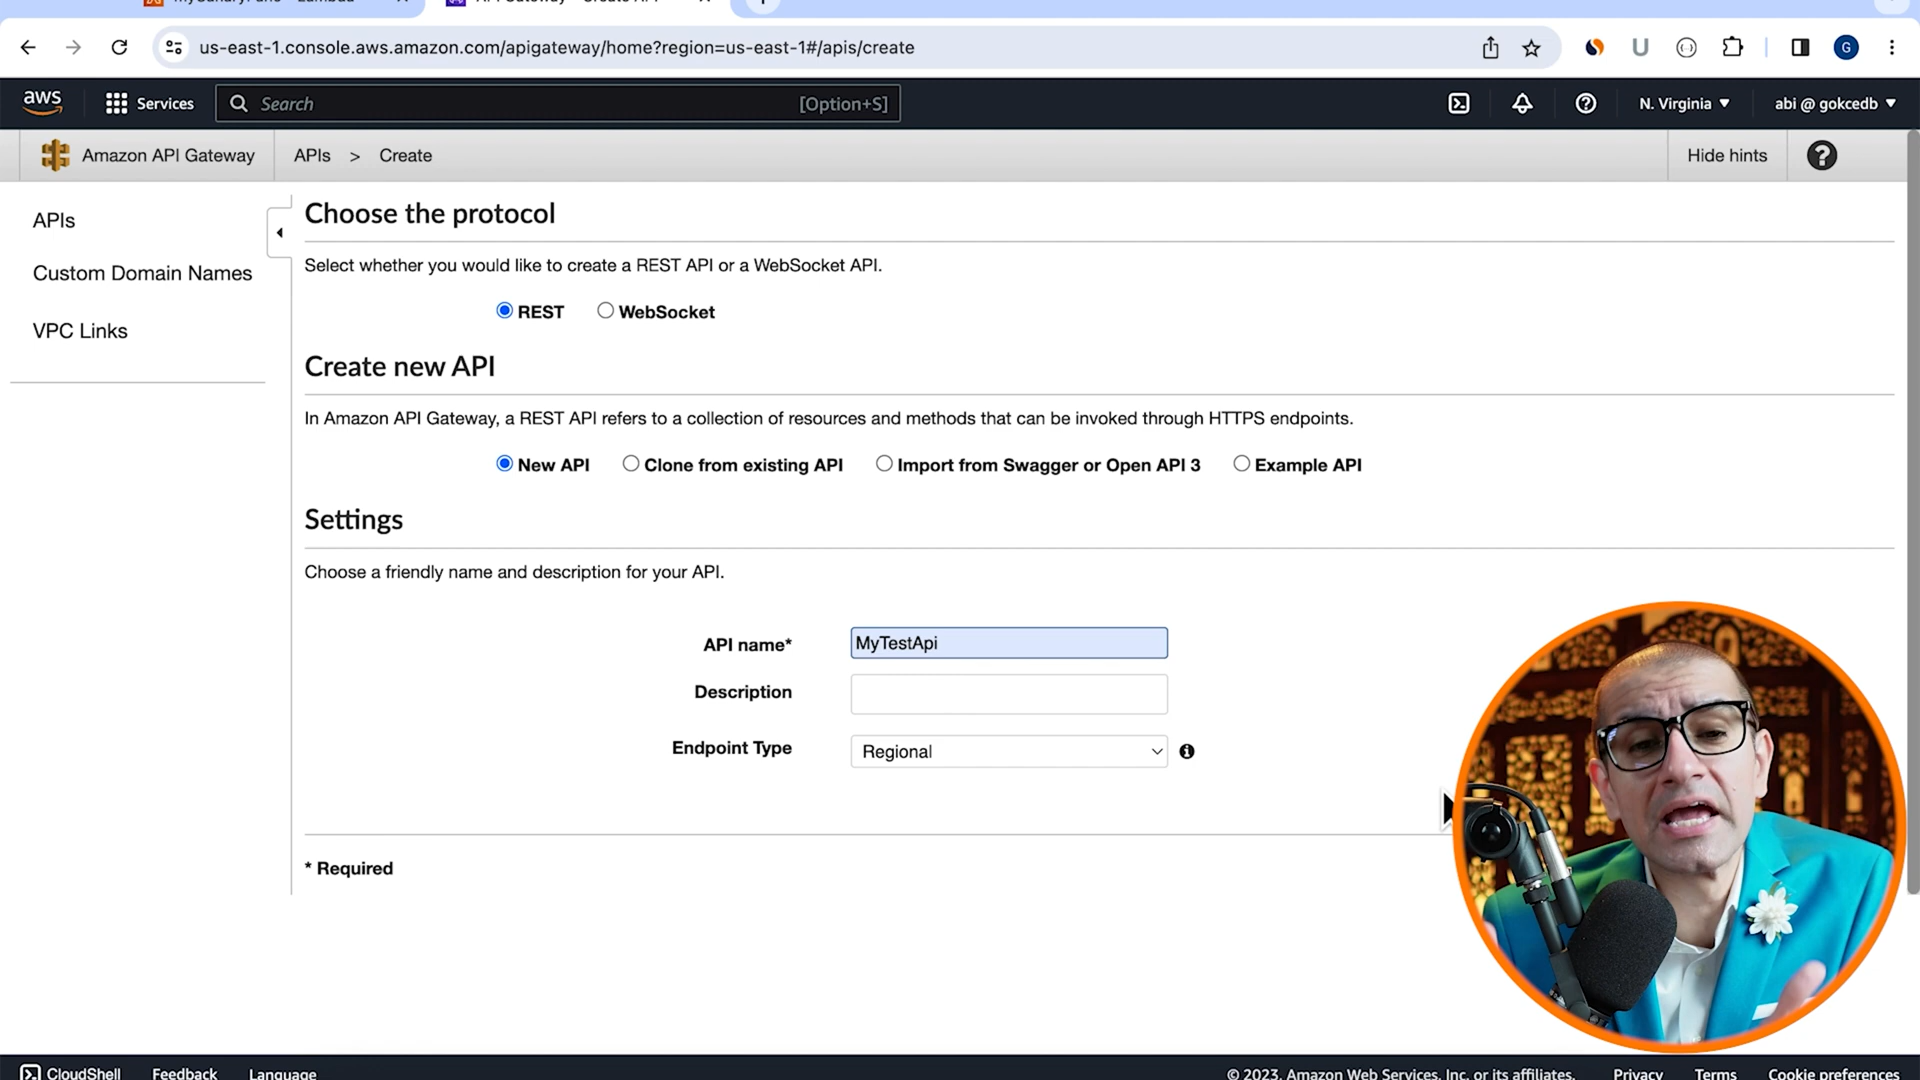 us-east-1.console.aws.amazon.com/apigateway/home?region=us-east-1#/apis/create
G
aws
Services
Search
[Option+S]
N. Virginia
abi @ gokcedb
Amazon API Gateway
APIs > Create
Hide hints
APIs
Custom Domain Names
VPC Links
Choose the protocol
Select whether you would like to create a REST API or a WebSocket API.
REST
WebSocket
Create new API
In Amazon API Gateway, a REST API refers to a collection of resources and methods that can be invoked through HTTPS endpoints.
New API
Clone from existing API
Import from Swagger or Open API 3
Example API
Settings
Choose a friendly name and description for your API.
API name*
MyTestApi
Description
Endpoint Type
Regional
* Required
CloudShell
Feedback
Language
© 2023, Amazon Web Services, Inc. or its affiliates.
Privacy
Terms
Cookie preferences